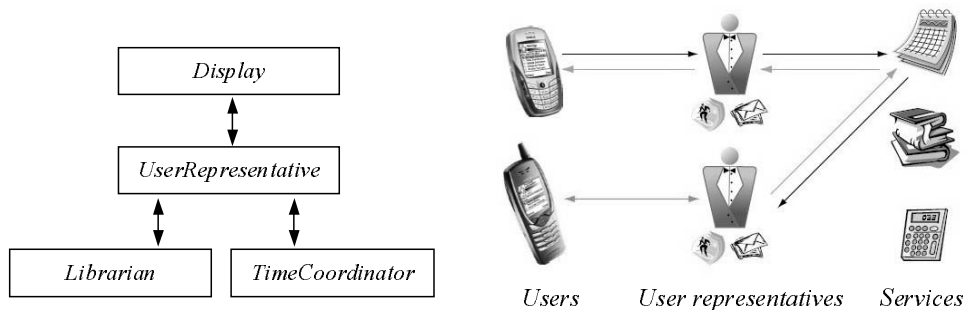 Display
UserRepresentative
Librarian
TimeCoordinator
Users
User representatives
Services